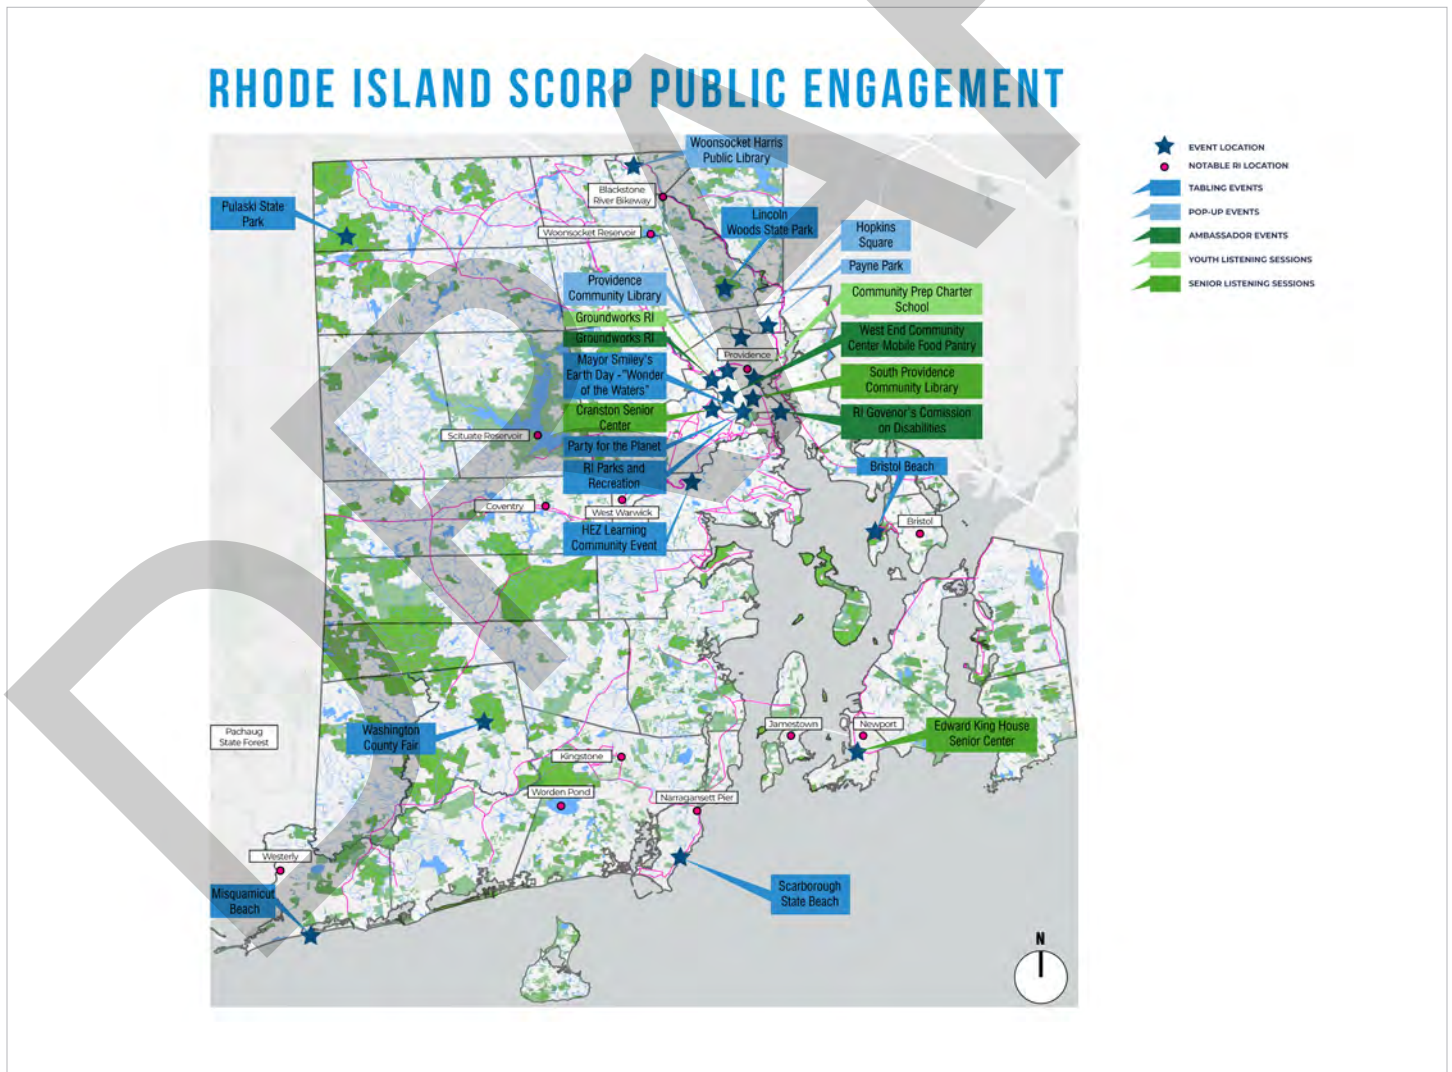 RHODE ISLAND SCORP PUBLIC ENGAGEMENT
EVENT LOCATION
NOTABLE RI LOCATION
TABLING EVENTS
POP-UP EVENTS
AMBASSADOR EVENTS
YOUTH LISTENING SESSIONS
SENIOR LISTENING SESSIONS
Woonsocket Harris
Public Library
Blackstone
River Bikeway
Pulaski State
Park
Woonsocket Reservoir
Lincoln
Woods State Park
Hopkins
Square
Payne Park
Providence
Community Library
Community Prep Charter
School
Groundworks RI
Groundworks RI
West End Community
Center Mobile Food Pantry
Providence
Mayor Smiley's
Earth Day -"Wonder
of the Waters"
South Providence
Community Library
Cranston Senior
Center
RI Govenor's Comission
on Disabilities
Scituate Reservoir
Party for the Planet
RI Parks and
Recreation
Bristol Beach
Coventry
West Warwick
Bristol
HEZ Learning
Community Event
Pachaug
State Forest
Washington
County Fair
Jamestown
Newport
Edward King House
Senior Center
Kingstone
Worden Pond
Narragansett Pier
Westerly
Misquamicut
Beach
Scarborough
State Beach
N
DRAFT